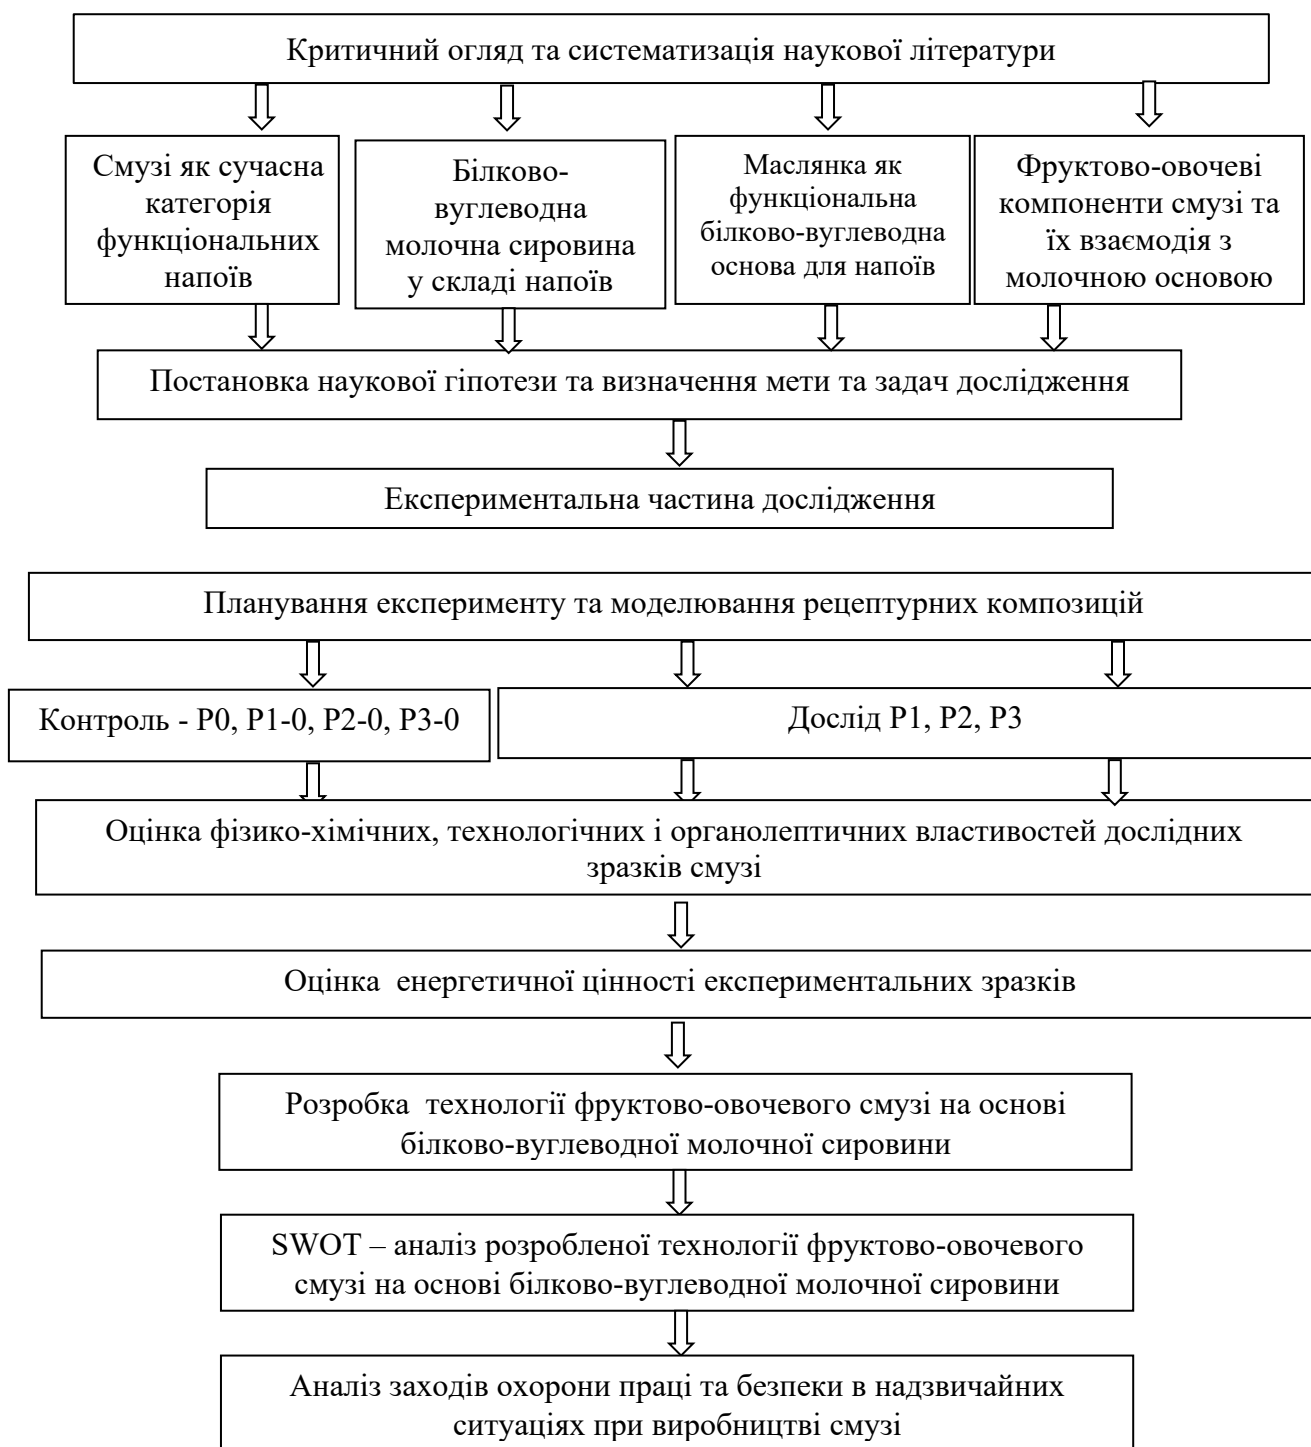 Критичний огляд та систематизація наукової літератури
Смузі як сучасна
категорія
функціональних
напоїв
Білково-
вуглеводна
молочна сировина
у складі напоїв
Маслянка як
функціональна
білково-вуглеводна
основа для напоїв
Фруктово-овочеві
компоненти смузі та
їх взаємодія з
молочною основою
Постановка наукової гіпотези та визначення мети та задач дослідження
Експериментальна частина дослідження
Планування експерименту та моделювання рецептурних композицій
Контроль - Р0, Р1-0, Р2-0, Р3-0
Дослід Р1, Р2, Р3
Оцінка фізико-хімічних, технологічних і органолептичних властивостей дослідних
зразків смузі
Оцінка енергетичної цінності експериментальних зразків
Розробка технології фруктово-овочевого смузі на основі
білково-вуглеводної молочної сировини
SWOT – аналіз розробленої технології фруктово-овочевого
смузі на основі білково-вуглеводної молочної сировини
Аналіз заходів охорони праці та безпеки в надзвичайних
ситуаціях при виробництві смузі